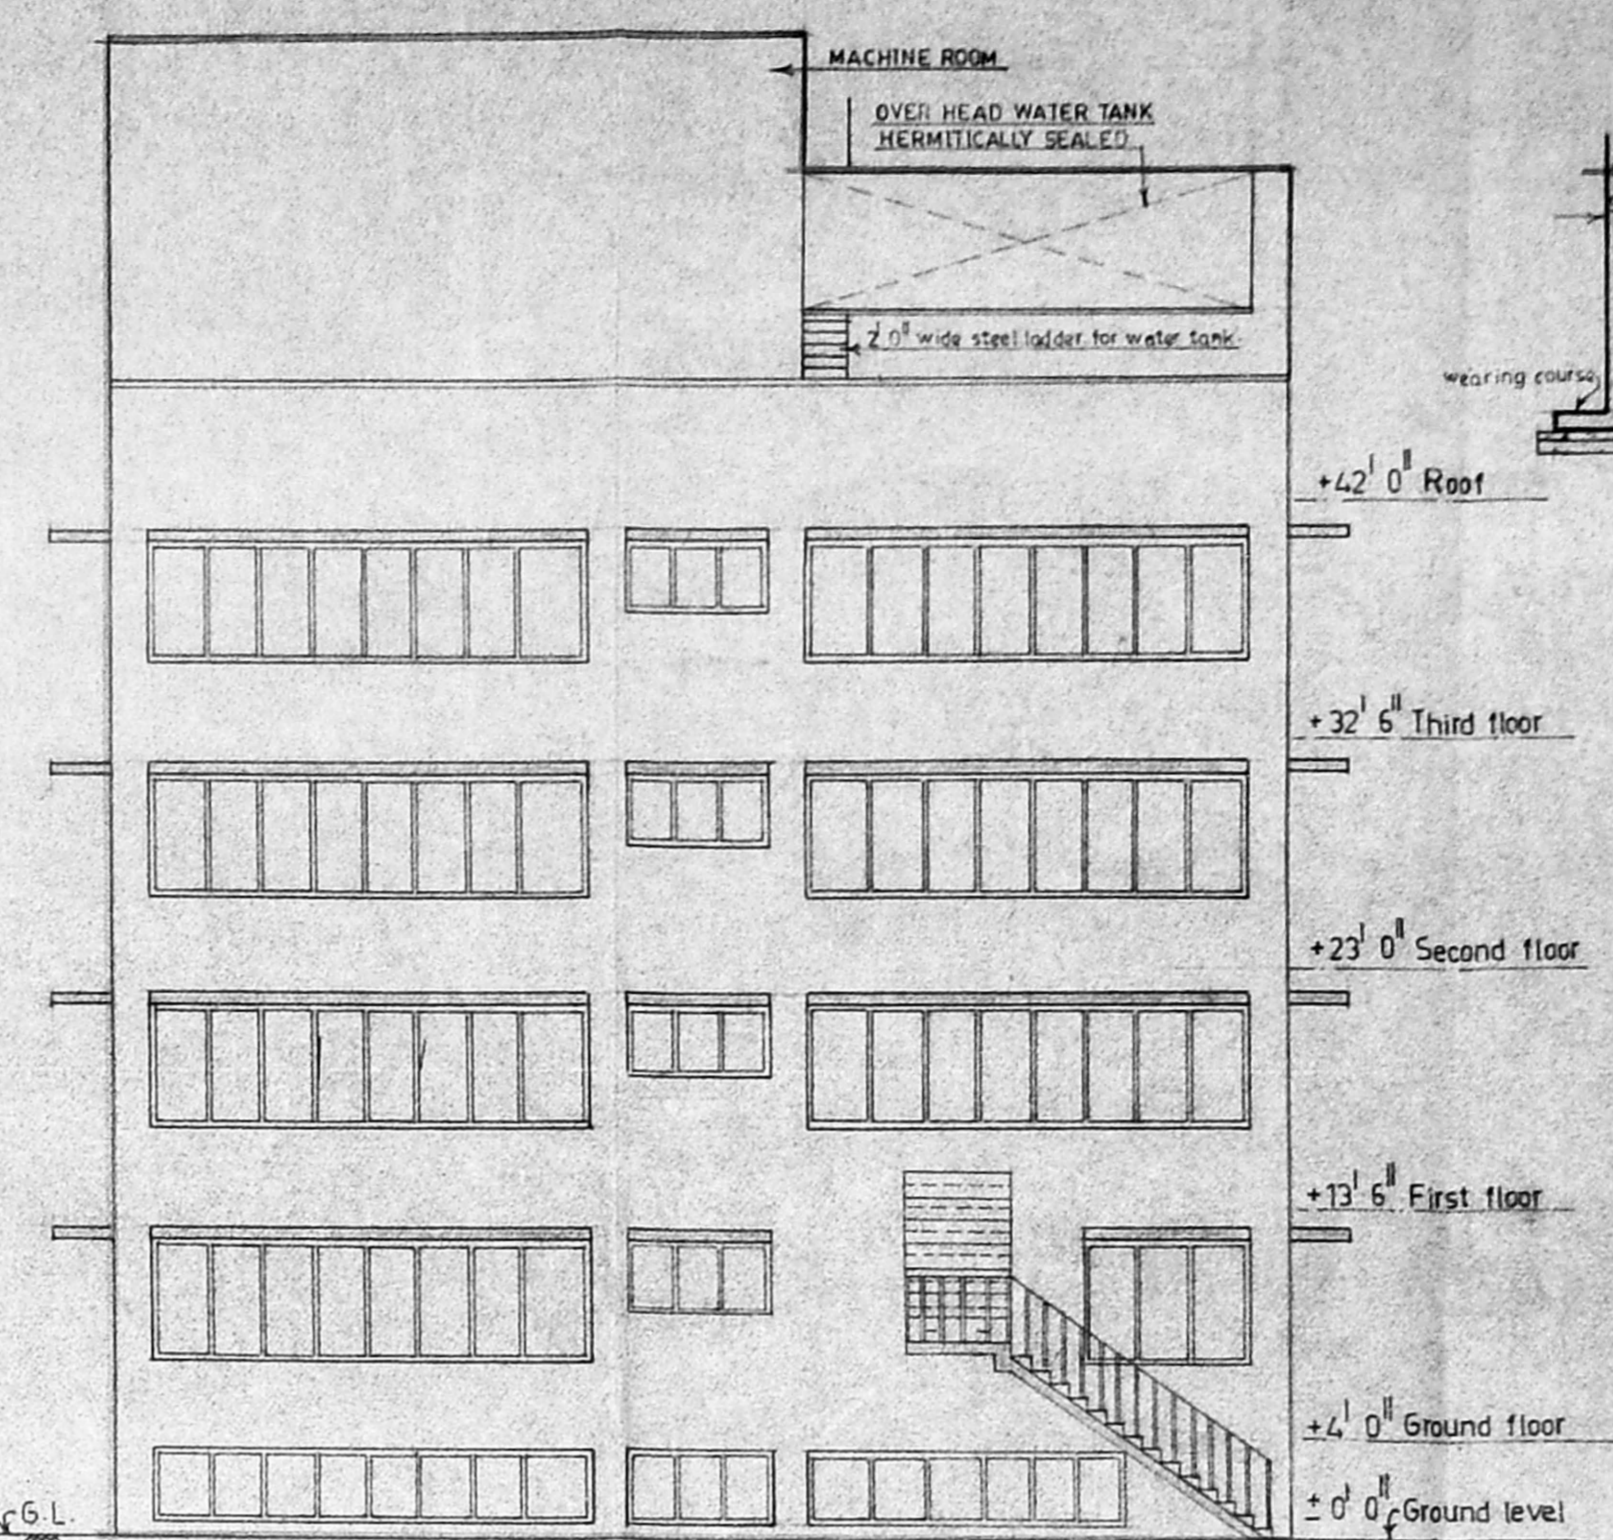 MACHINE ROOM
OVER HEAD WATER TANK
HERMITICALLY SEALED
2' 0" wide steel ladder for water tank.
wearing course
+42' 0" Roof
+32' 6" Third floor
+23' 0" Second floor
+13' 6" First floor
+4' 0" Ground floor
± 0' 0" Ground level
G.L.